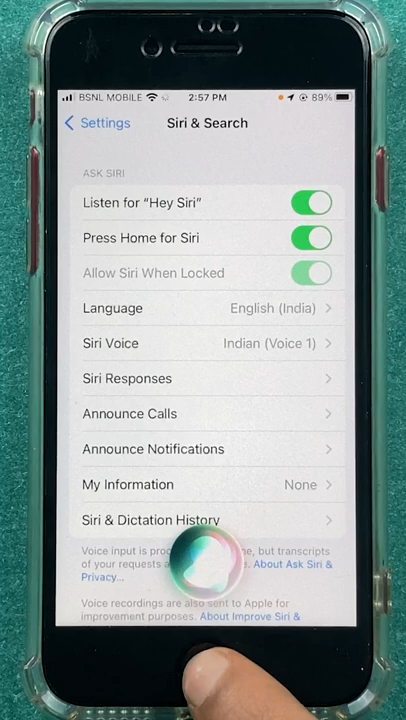 BSNL MOBILE 2:57 PM 89%
Settings Siri & Search
ASK SIRI
Listen for “Hey Siri”
Press Home for Siri
Allow Siri When Locked
Language English (India)
Siri Voice Indian (Voice 1)
Siri Responses
Announce Calls
Announce Notifications
My Information None
Siri & Dictation History
Voice input is ne, but transcripts
of your requests e. About Ask Siri &
Privacy...
Voice recordings are also sent to Apple for
improvement purposes. About Improve Siri &